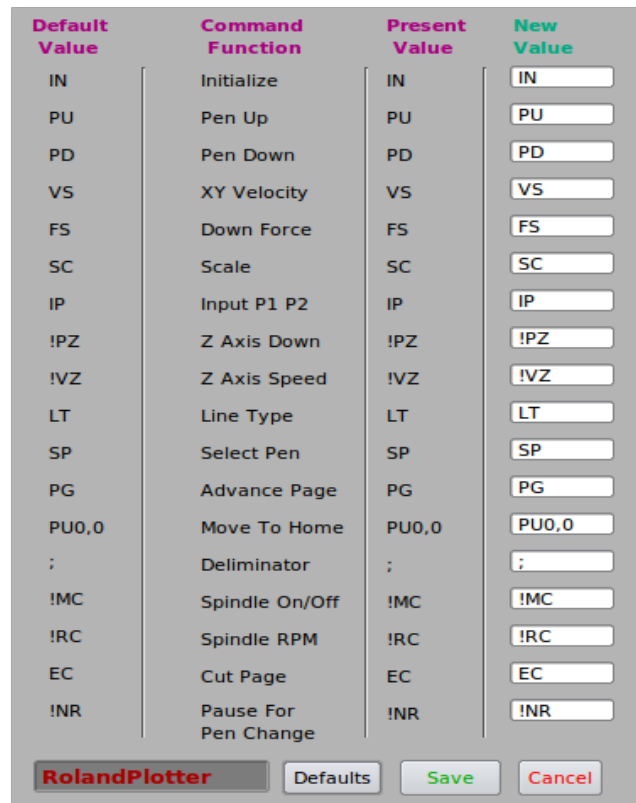 Default Command Present New
Value Function Value Value
IN Initialize IN IN
PU Pen Up PU PU
PD Pen Down PD PD
VS XY Velocity VS VS
FS Down Force FS FS
SC Scale SC SC
IP Input P1 P2 IP IP
!PZ Z Axis Down !PZ !PZ
!VZ Z Axis Speed !VZ !VZ
LT Line Type LT LT
SP Select Pen SP SP
PG Advance Page PG PG
PU0,0 Move To Home PU0,0 PU0,0
; Deliminator ; ;
!MC Spindle On/Off !MC !MC
!RC Spindle RPM !RC !RC
EC Cut Page EC EC
!NR Pause For !NR !NR
Pen Change
RolandPlotter Defaults Save Cancel